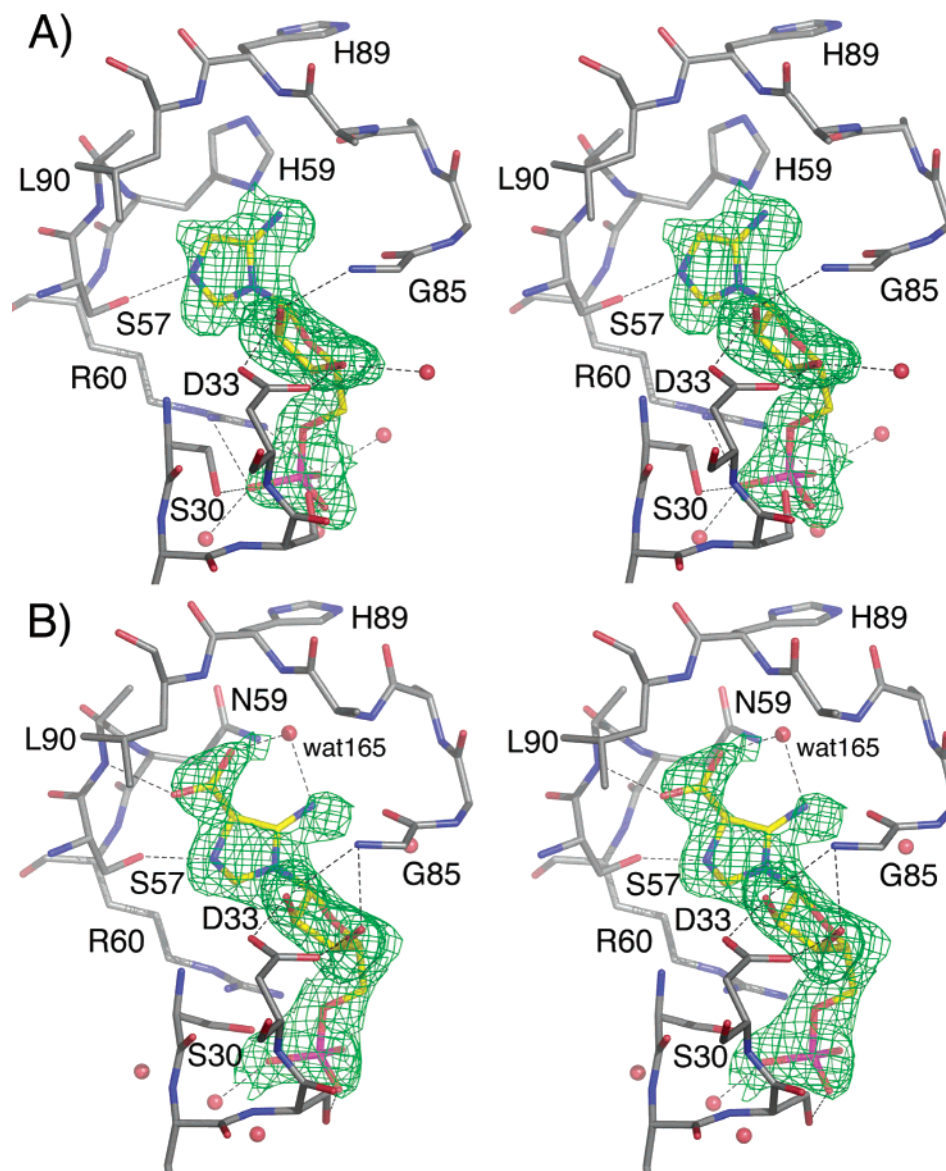 A)
H89 H89
H59 H59
L90 L90
G85 G85
S57 S57
R60 D33 R60 D33
S30 S30
B)
H89 H89
N59 N59
L90 wat165 L90 wat165
S57 G85 S57 G85
D33 D33
R60 R60
S30 S30